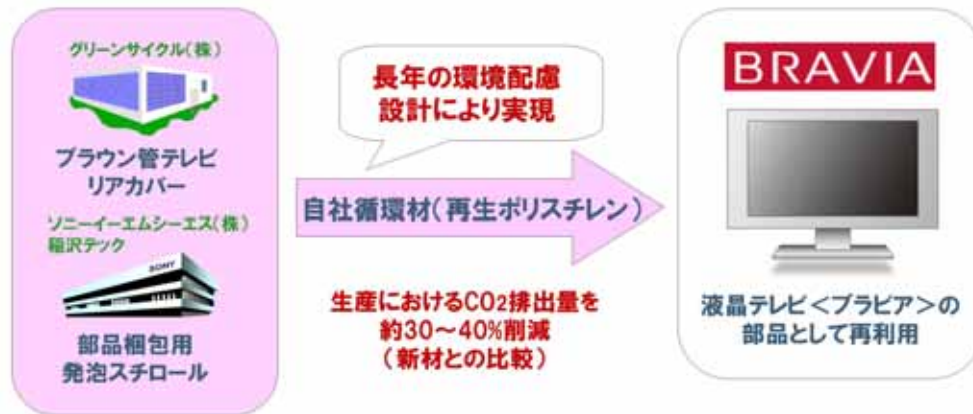 グリーンサイクル(株)
ブラウン管テレビ
リアカバー
ソニーイーエムシーエス(株)
稲沢テック
SONY
部品梱包用
発泡スチロール
長年の環境配慮
設計により実現
自社循環材(再生ポリスチレン)
生産におけるCO2排出量を
約30~40%削減
(新材との比較)
BRAVIA
液晶テレビ<ブラビア>の
部品として再利用